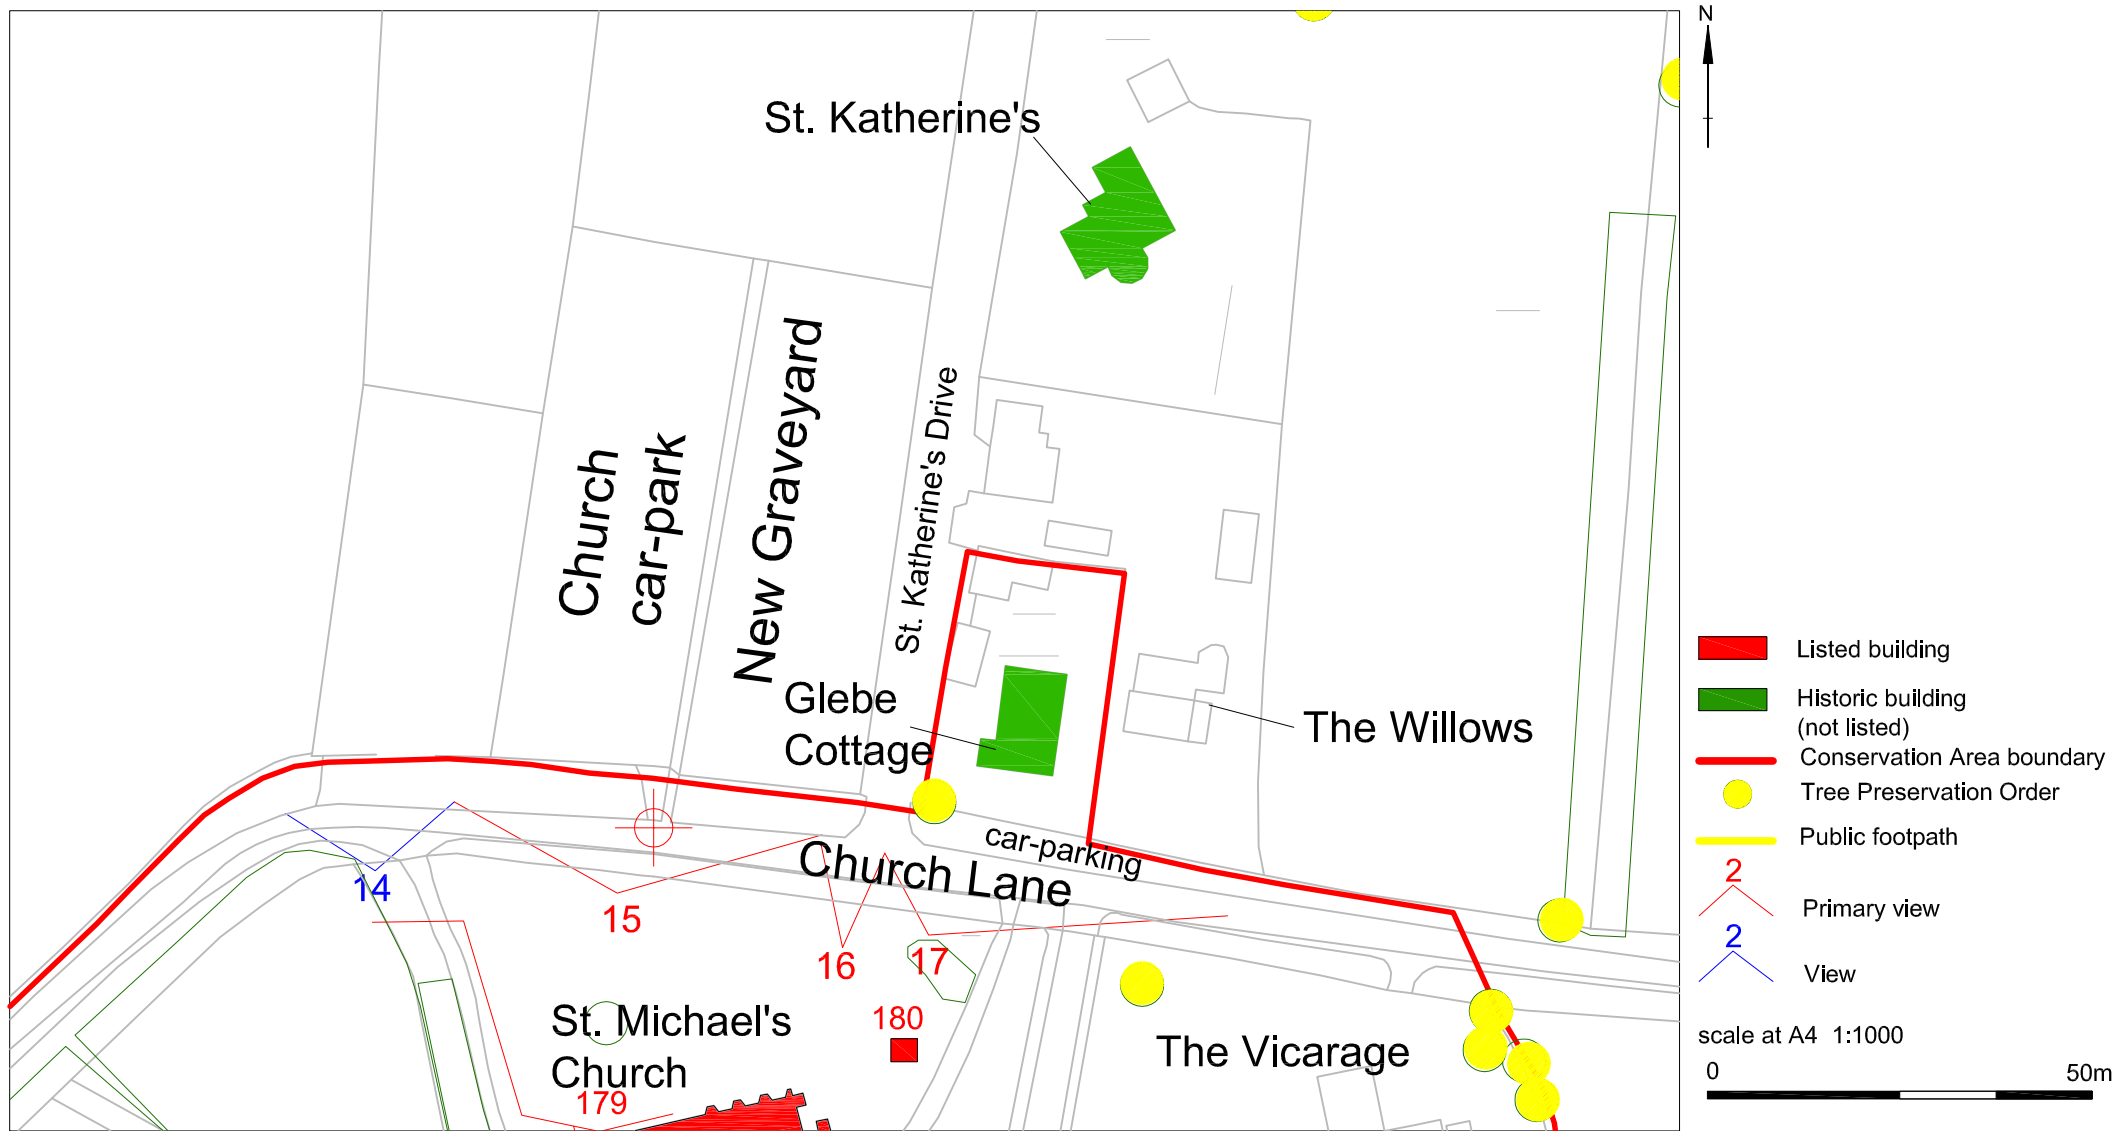 N
St. Katherine's
Church
car-park
New Graveyard
St. Katherine's Drive
Glebe
Cottage
The Willows
car-parking
Church Lane
14
15
16
17
180
St. Michael's
Church
179
The Vicarage
Listed building
Historic building
(not listed)
Conservation Area boundary
Tree Preservation Order
Public footpath
2
Primary view
2
View
scale at A4 1:1000
0 50m